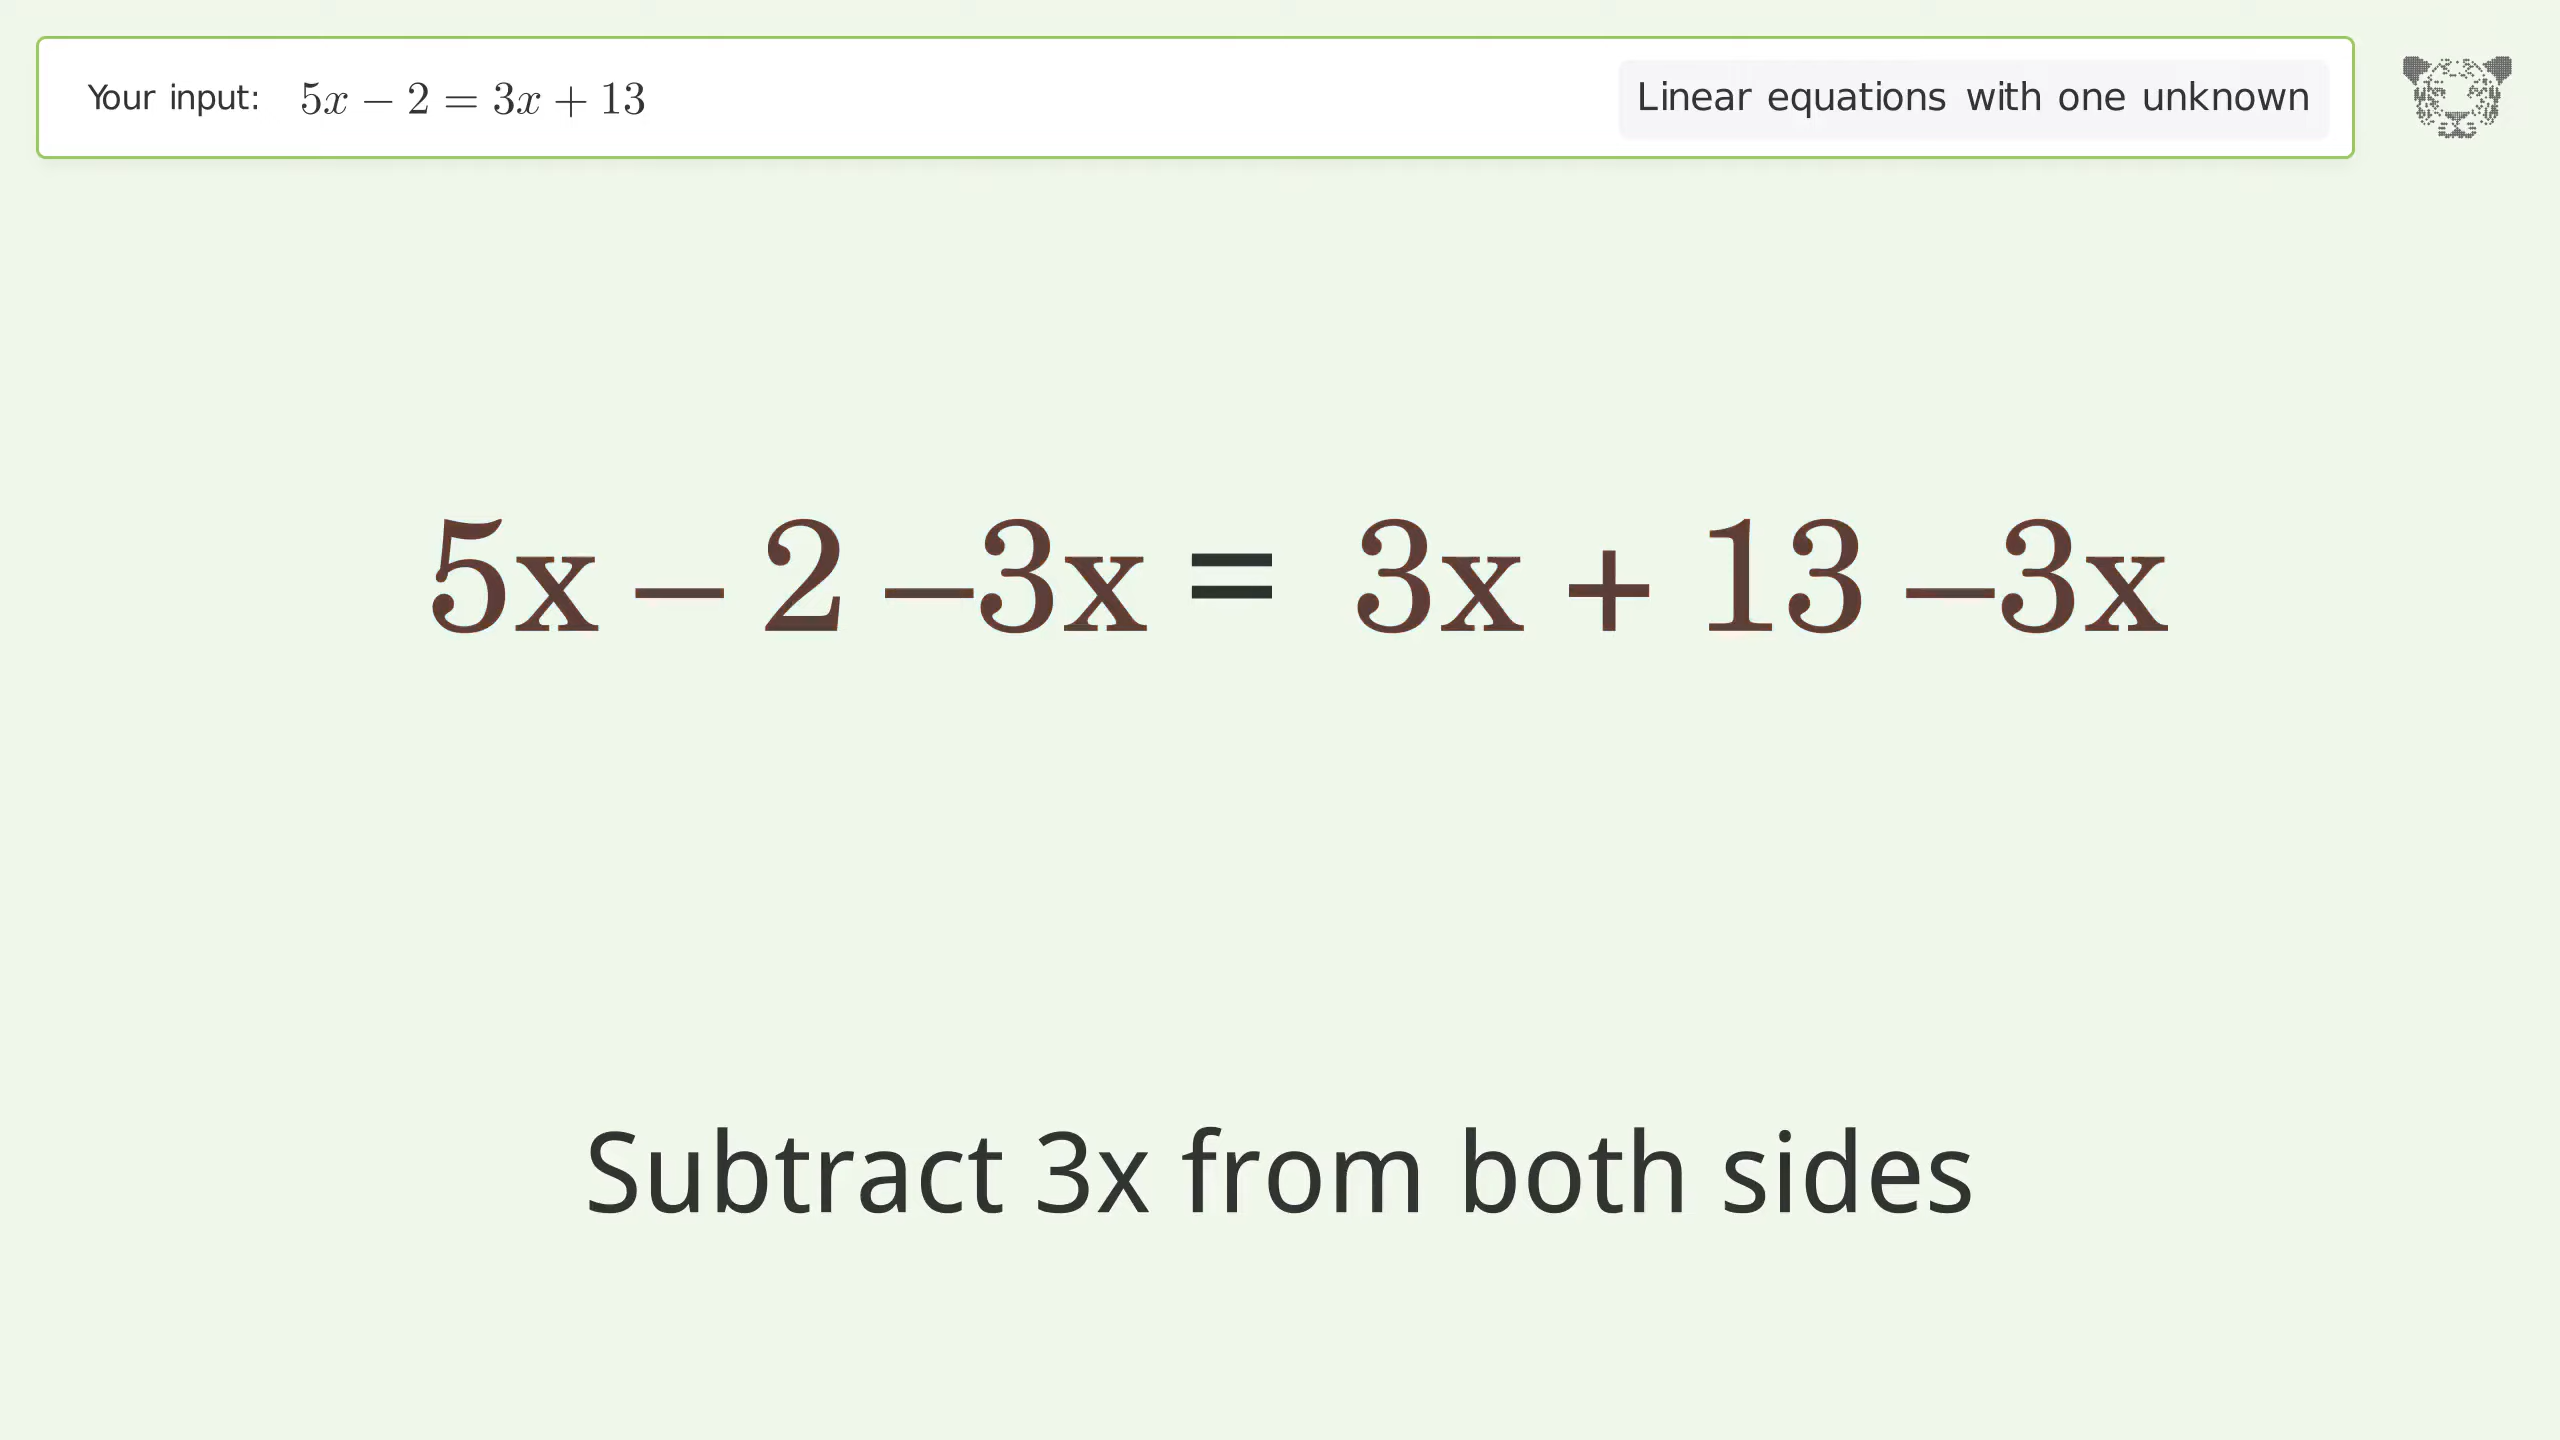 Your input: 5x − 2 = 3x + 13 Linear equations with one unknown
5x − 2 −3x = 3x + 13 −3x
Subtract 3x from both sides